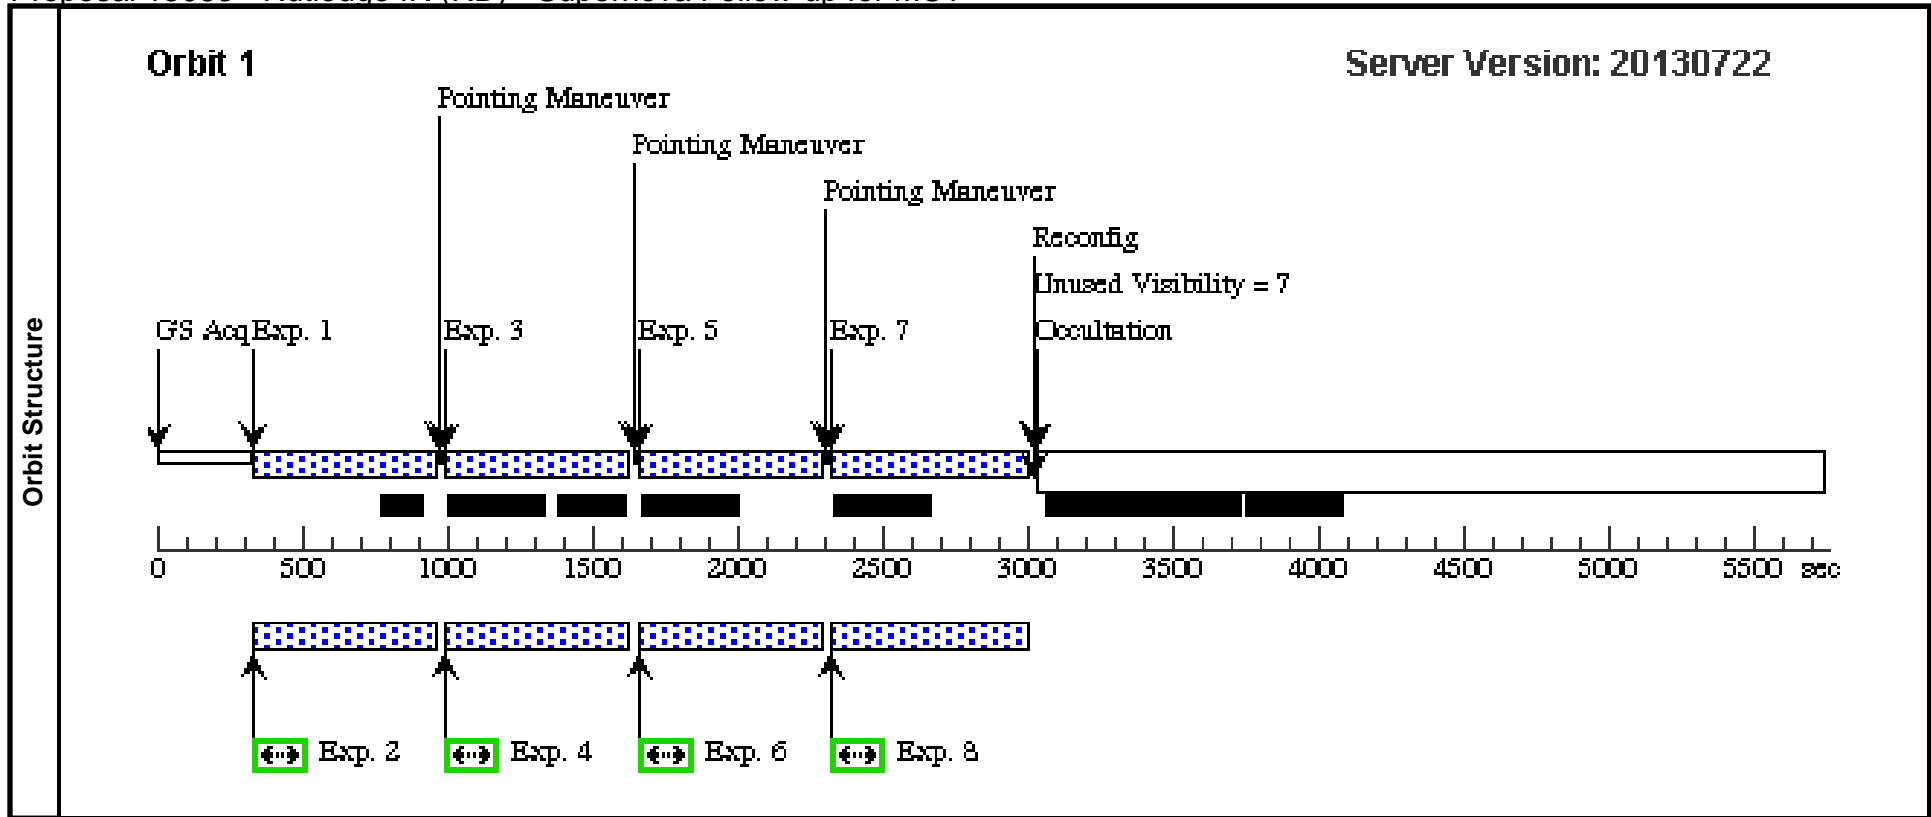 Orbit 1
Server Version: 20130722
Pointing Maneuver
Pointing Maneuver
Pointing Maneuver
Reconfig
Unused Visibility = 7
GS Acq Exp. 1 Exp. 3 Exp. 5 Exp. 7 Occultation
Orbit Structure
0 500 1000 1500 2000 2500 3000 3500 4000 4500 5000 5500 sec
Exp. 2 Exp. 4 Exp. 6 Exp. 8